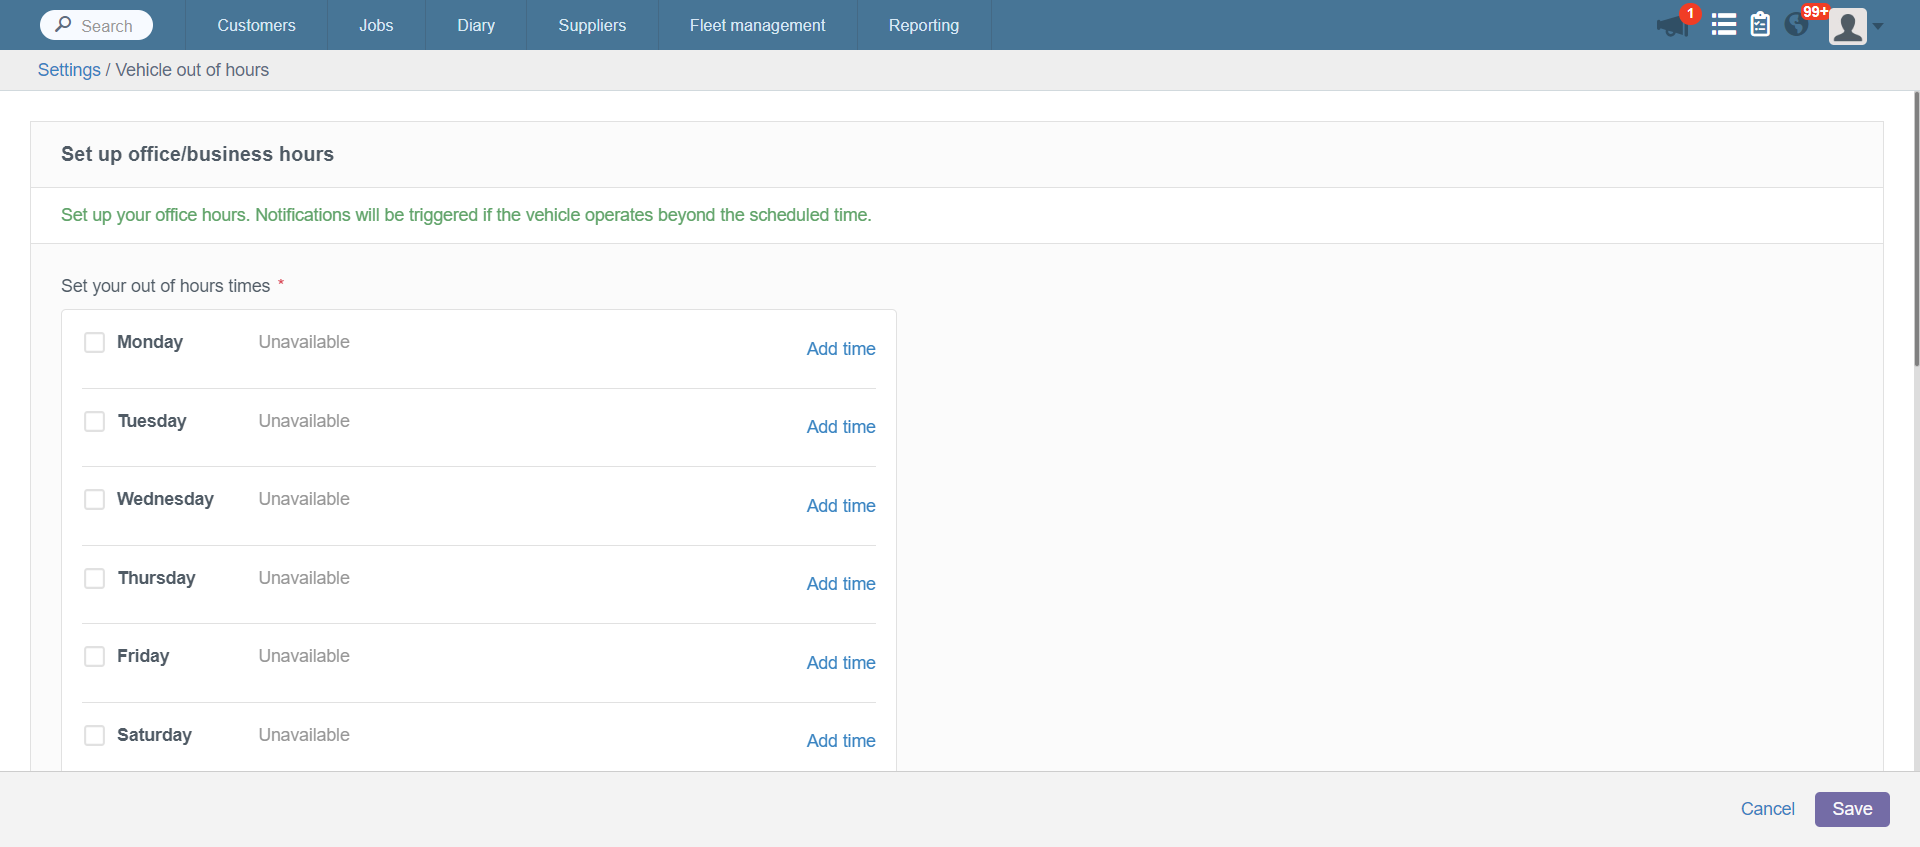 Search Customers Jobs Diary Suppliers Fleet management Reporting 1 99+
Settings / Vehicle out of hours
Set up office/business hours
Set up your office hours. Notifications will be triggered if the vehicle operates beyond the scheduled time.
Set your out of hours times *
Monday Unavailable Add time
Tuesday Unavailable Add time
Wednesday Unavailable Add time
Thursday Unavailable Add time
Friday Unavailable Add time
Saturday Unavailable Add time
Cancel Save